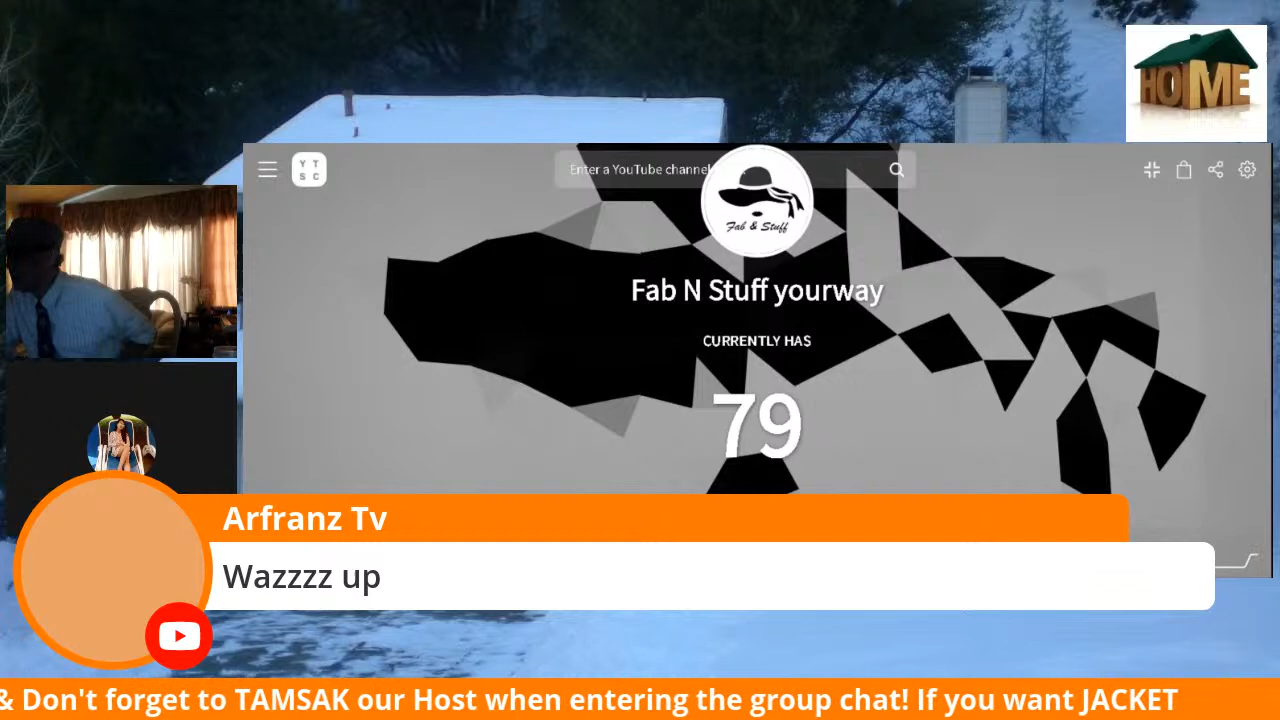 HOME
Y T
S C
Enter a YouTube channel
Fab & Stuff
Fab N Stuff yourway
CURRENTLY HAS
79
Arfranz Tv
Wazzzz up
& Don't forget to TAMSAK our Host when entering the group chat! If you want JACKET